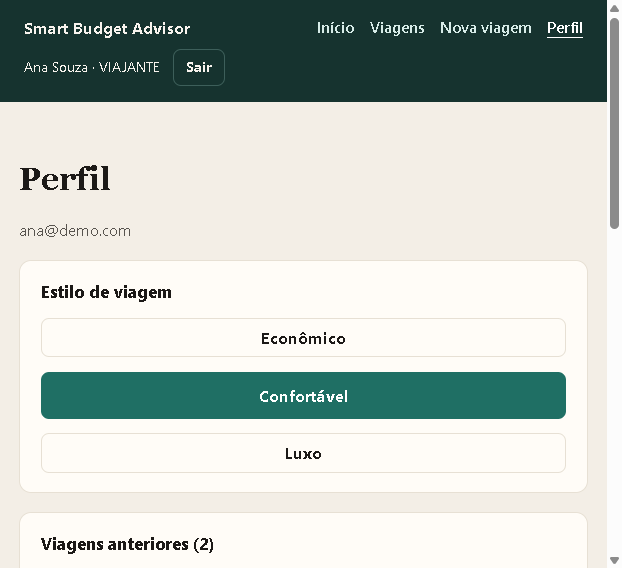 Smart Budget Advisor
Início Viagens Nova viagem Perfil
Ana Souza · VIAJANTE Sair
Perfil
ana@demo.com
Estilo de viagem
Econômico
Confortável
Luxo
Viagens anteriores (2)